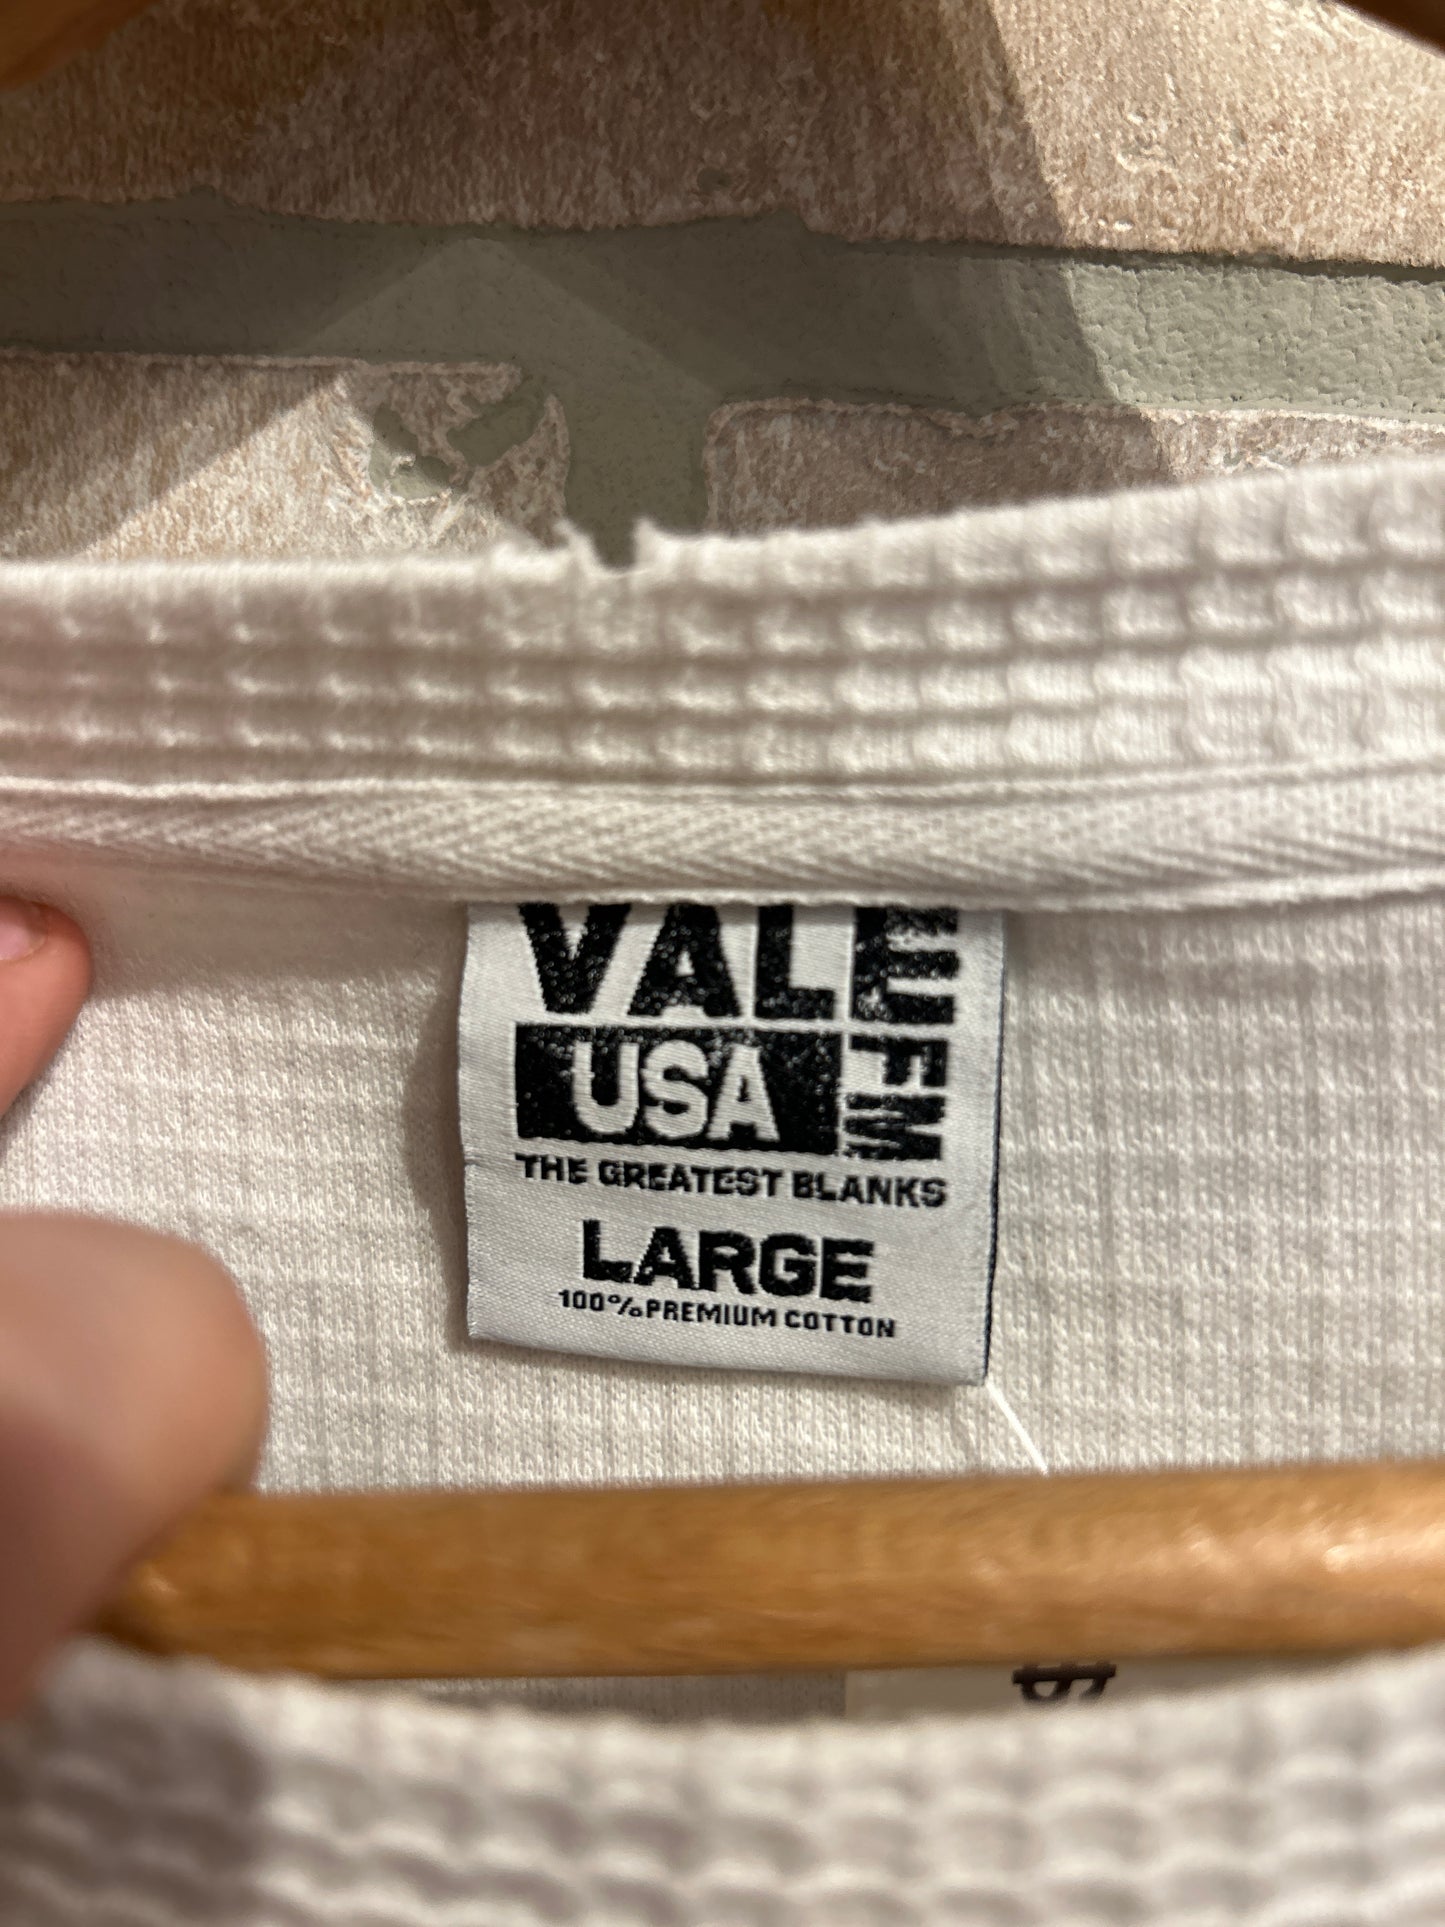 VALE
USA
FM
THE GREATEST BLANKS
LARGE
100% PREMIUM COTTON